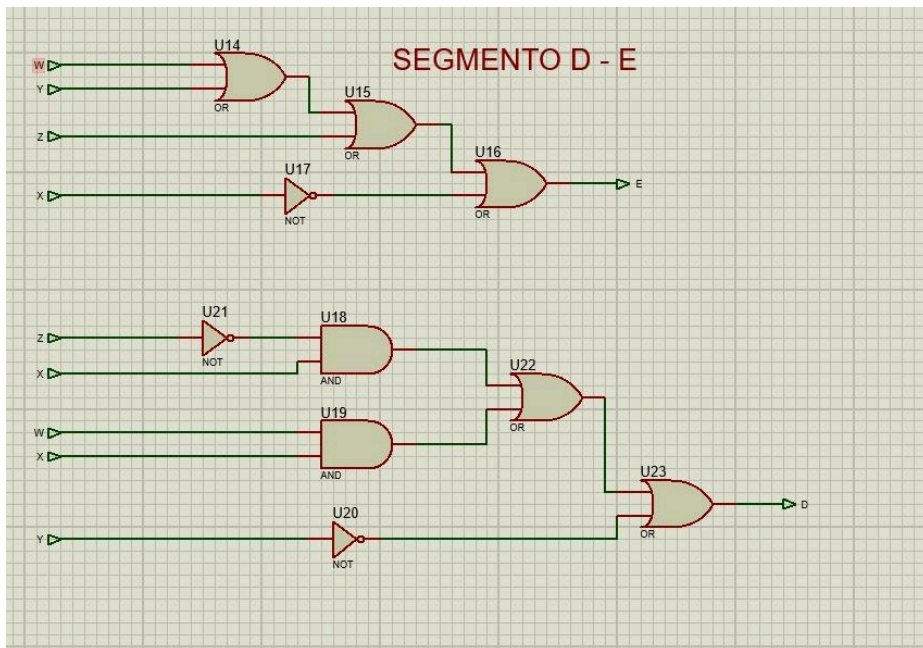 SEGMENTO D - E
U14
W
Y
OR
U15
Z
OR
U16
U17
X
E
NOT
OR
U21
U18
Z
NOT
X
AND
U22
U19
W
OR
X
AND
U23
U20
D
Y
OR
NOT